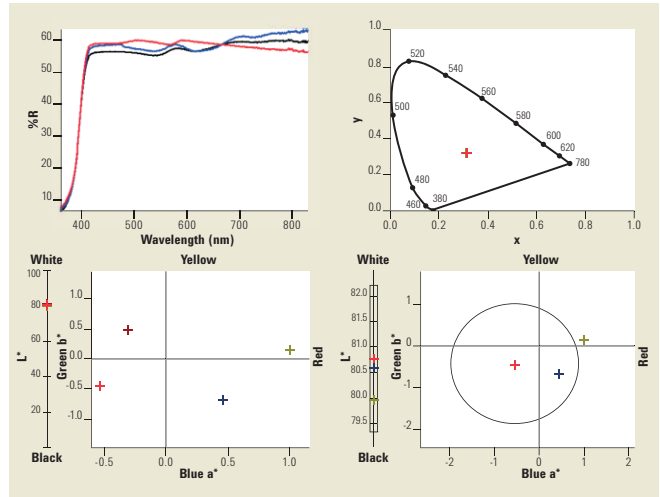 60
50
40
30
20
10
%R
400 500 600 700 800
Wavelength (nm)
1.0
0.8
0.6
0.4
0.2
0.0
y
520
540
560
500
580
600
620
780
480
460
380
0.0 0.2 0.4 0.6 0.8 1.0
x
White
Yellow
100
80
60
40
20
L*
Black
Green b*
1.0
0.5
0.0
-0.5
-1.0
Red
-0.5 0.0 0.5 1.0
Blue a*
White
Yellow
82.0
81.5
81.0
80.5
80.0
79.5
L*
Black
Green b*
1
0
-1
-2
Red
-2 -1 0 1 2
Blue a*